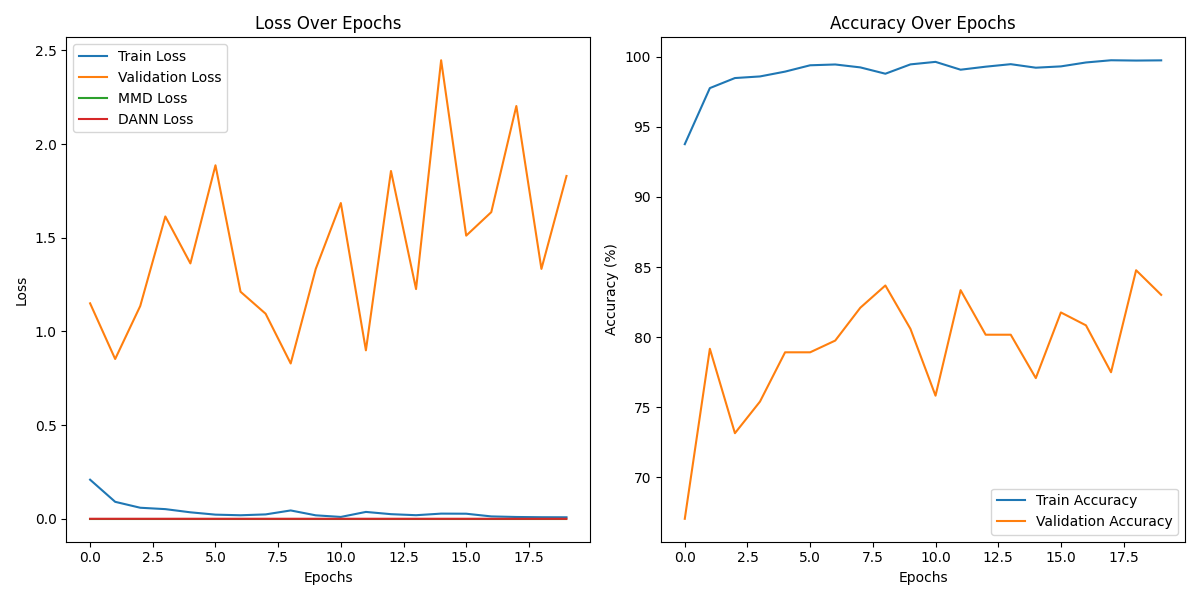 Loss Over Epochs
Train Loss
Validation Loss
MMD Loss
DANN Loss
2.5
2.0
1.5
1.0
0.5
0.0
Loss
0.0 2.5 5.0 7.5 10.0 12.5 15.0 17.5
Epochs
Accuracy Over Epochs
100
95
90
85
80
75
70
Accuracy (%)
Train Accuracy
Validation Accuracy
0.0 2.5 5.0 7.5 10.0 12.5 15.0 17.5
Epochs